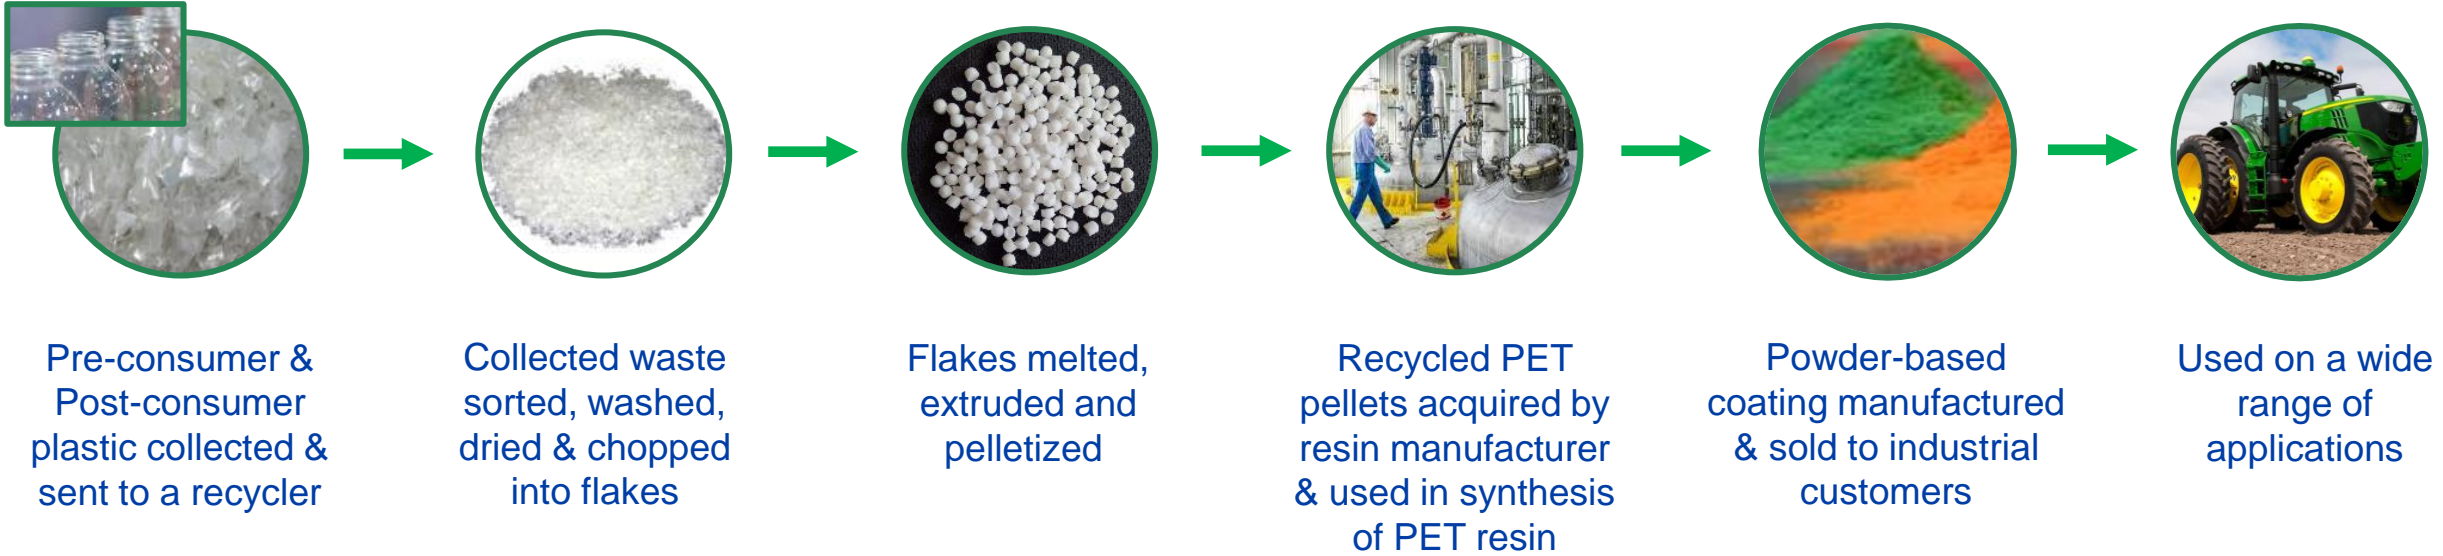 Pre-consumer &
Post-consumer
plastic collected &
sent to a recycler
Collected waste
sorted, washed,
dried & chopped
into flakes
Flakes melted,
extruded and
pelletized
Recycled PET
pellets acquired by
resin manufacturer
& used in synthesis
of PET resin
Powder-based
coating manufactured
& sold to industrial
customers
Used on a wide
range of
applications